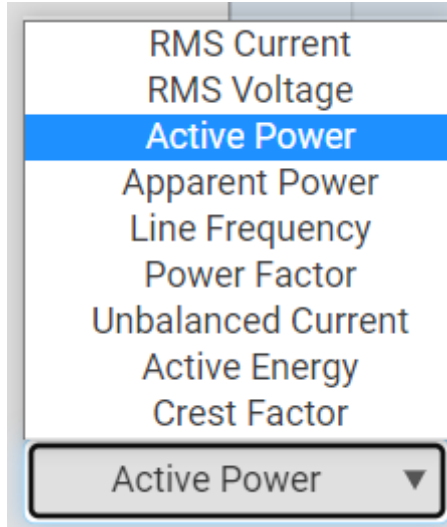 RMS Current
RMS Voltage
Active Power
Apparent Power
Line Frequency
Power Factor
Unbalanced Current
Active Energy
Crest Factor
Active Power